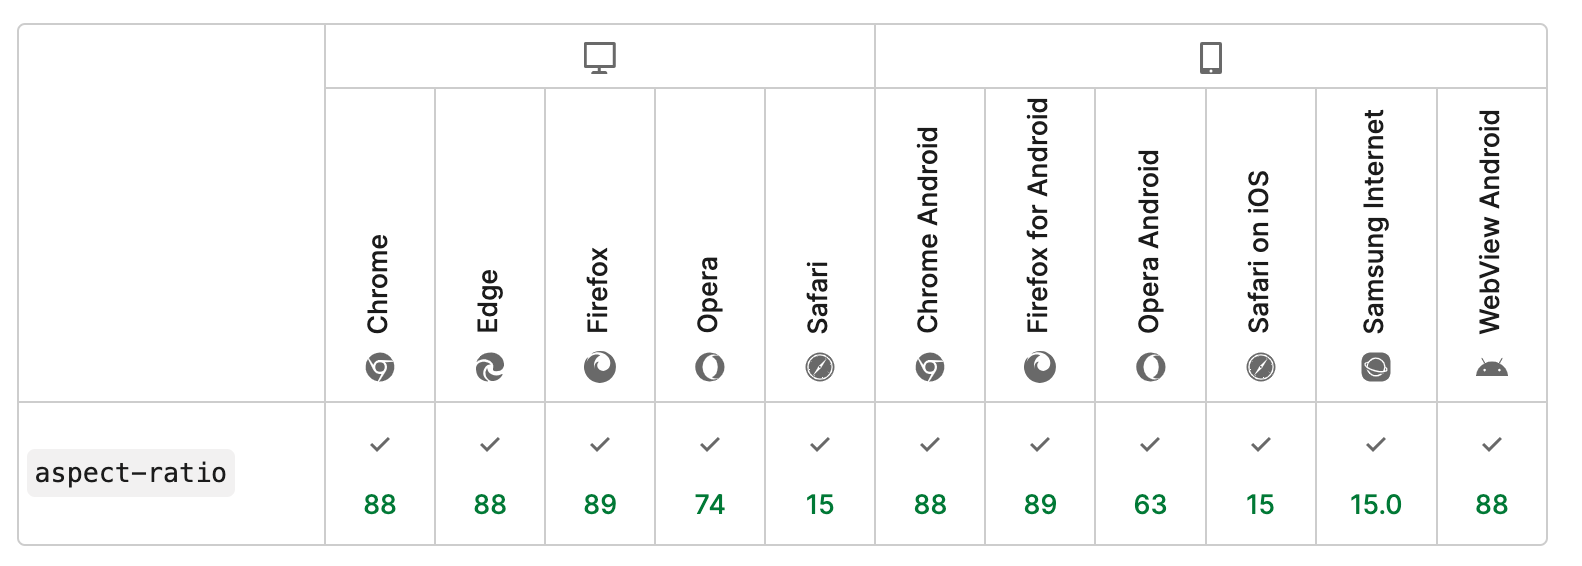 Chrome
Edge
Firefox
Opera
Safari
Chrome Android
Firefox for Android
Opera Android
Safari on iOS
Samsung Internet
WebView Android
aspect-ratio
88
88
89
74
15
88
89
63
15
15.0
88